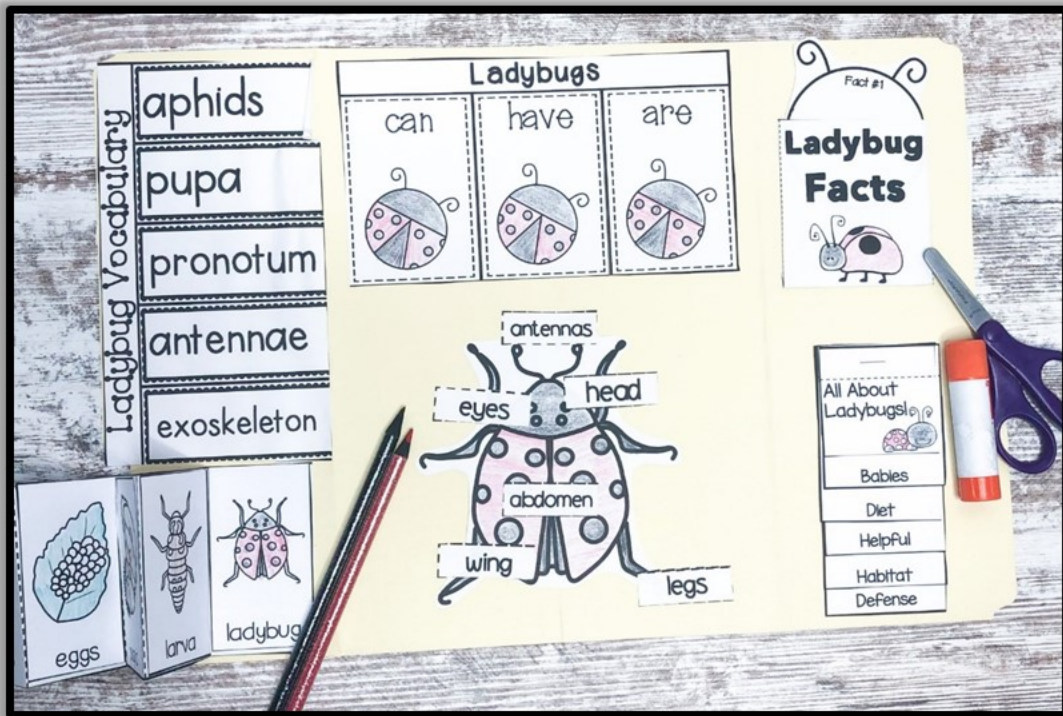 Ladybug Vocabulary
aphids
pupa
pronotum
antennae
exoskeleton
Ladybugs
can
have
are
Fact #1
Ladybug
Facts
antennas
eyes
head
abdomen
wing
legs
All About
Ladybugs!
Babies
Diet
Helpful
Habitat
Defense
eggs
larva
ladybug